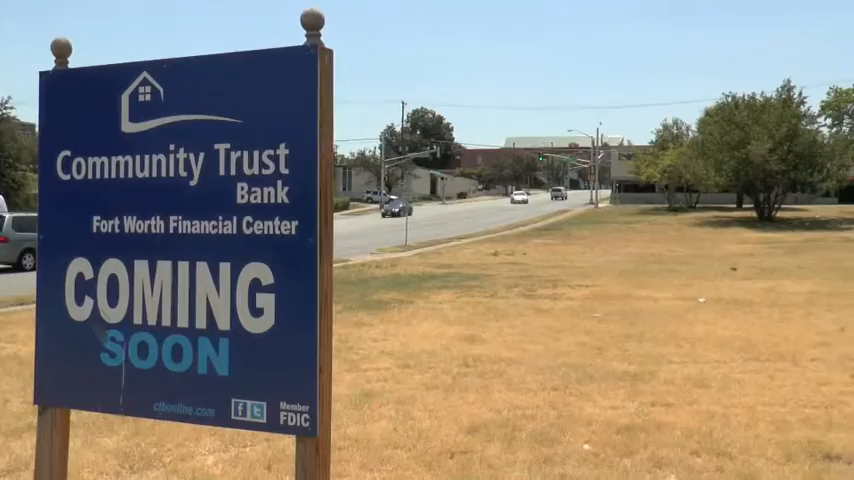 Community Trust
Bank
Fort Worth Financial Center
COMING
SOON
ctbonline.com
f t
Member
FDIC